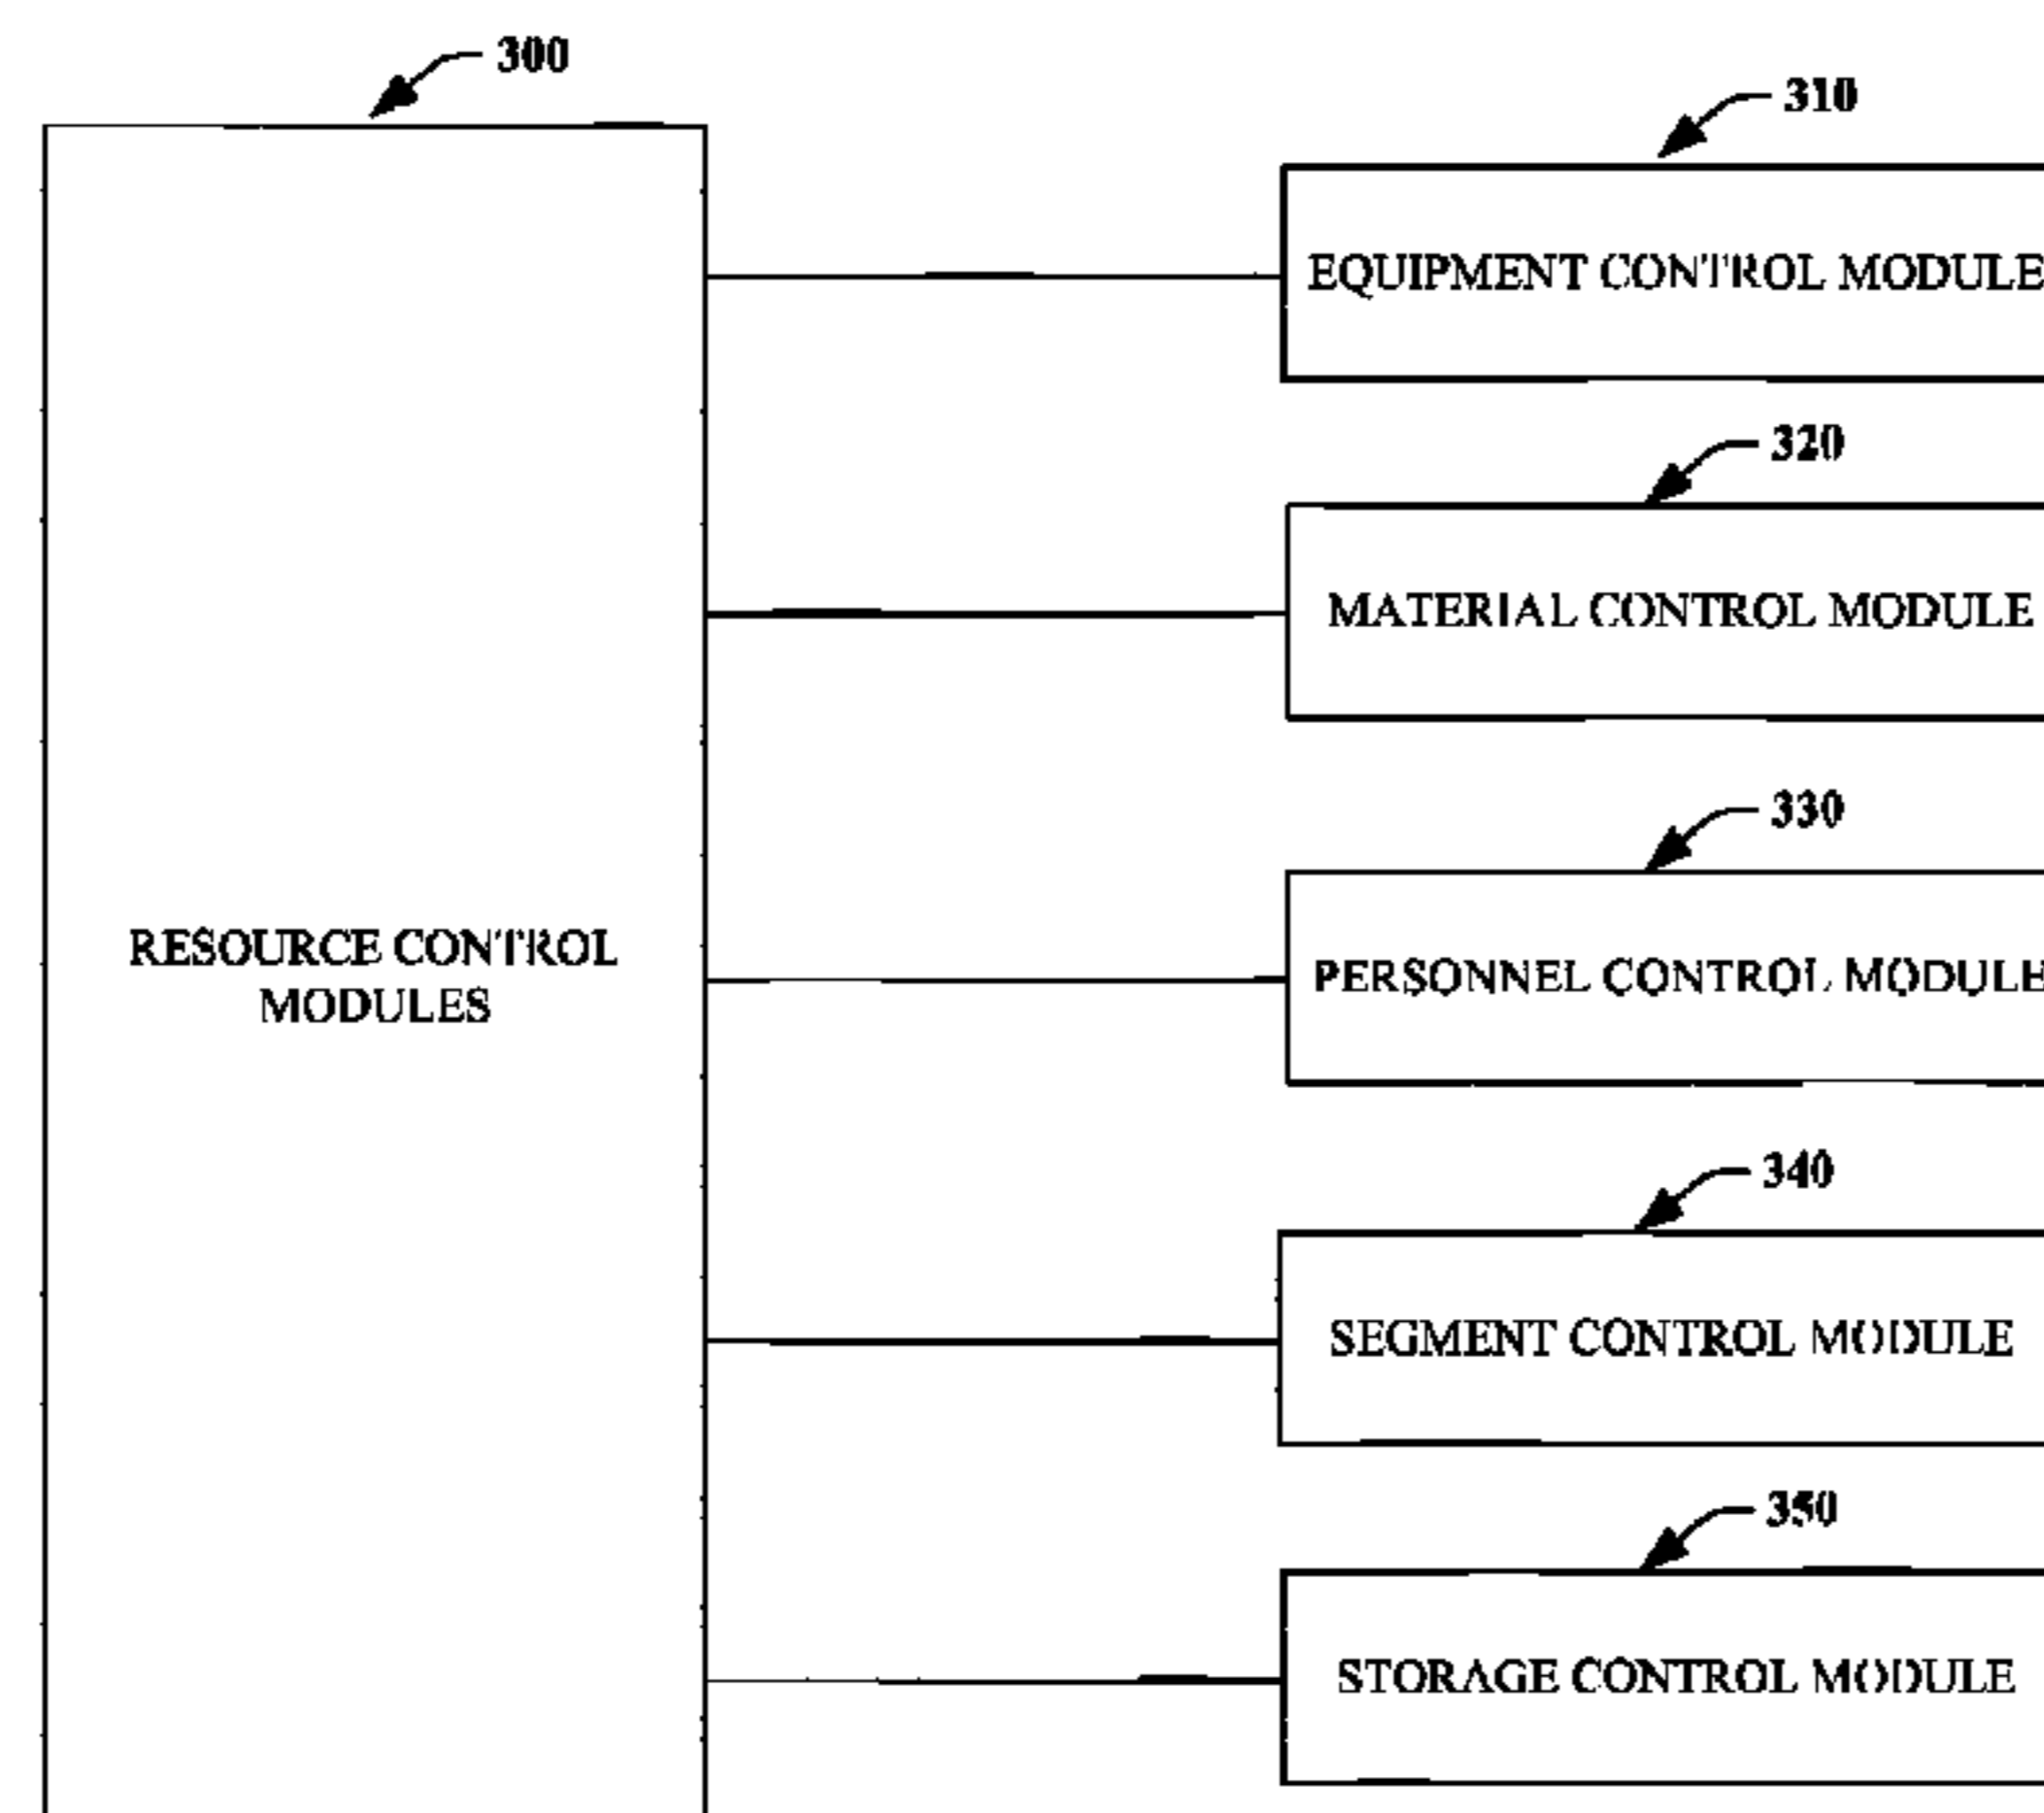 300
310
EQUIPMENT CONTROL MODULE
320
MATERIAL CONTROL MODULE
330
RESOURCE CONTROL
MODULES
PERSONNEL CONTROL MODULE
340
SEGMENT CONTROL MODULE
350
STORAGE CONTROL MODULE